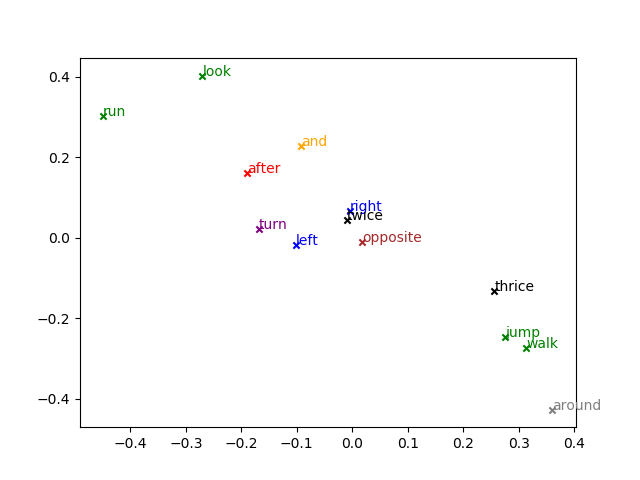 0.4
0.2
0.0
−0.2
−0.4
look
run
and
after
right
twice
turn
left
opposite
thrice
jump
walk
around
−0.4
−0.3
−0.2
−0.1
0.0
0.1
0.2
0.3
0.4